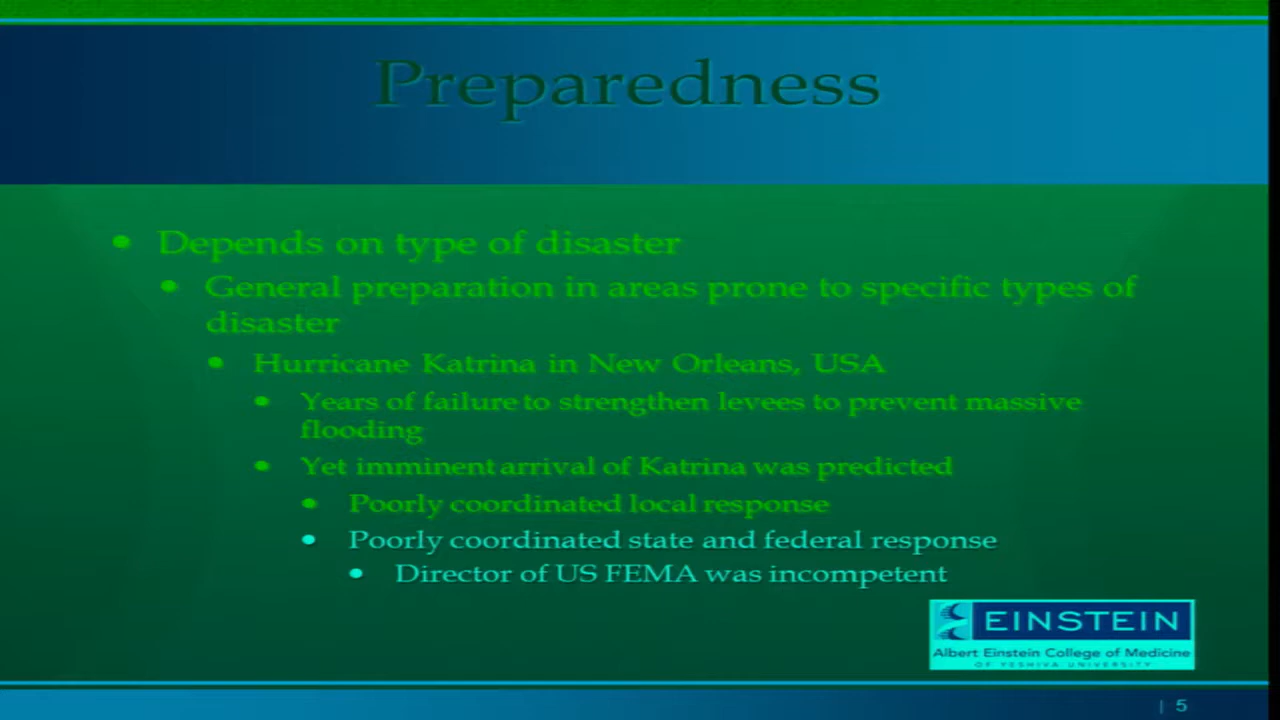 Preparedness
• Depends on type of disaster
• General preparation in areas prone to specific types of
disaster
• Hurricane Katrina in New Orleans, USA
• Years of failure to strengthen levees to prevent massive
flooding
• Yet imminent arrival of Katrina was predicted
• Poorly coordinated local response
• Poorly coordinated state and federal response
• Director of US FEMA was incompetent
EINSTEIN
Albert Einstein College of Medicine
OF YESHIVA UNIVERSITY
| 5